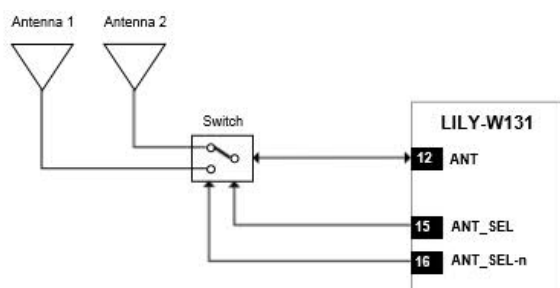 Antenna 1 Antenna 2
Switch
LILY-W131
12 ANT
15 ANT_SEL
16 ANT_SEL-n